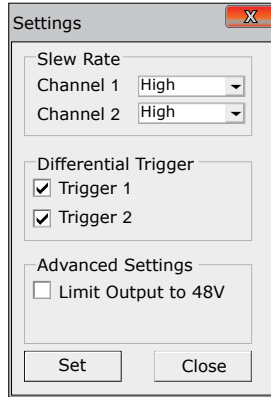 Settings
X
Slew Rate
Channel 1 High
Channel 2 High
Differential Trigger
Trigger 1
Trigger 2
Advanced Settings
Limit Output to 48V
Set Close